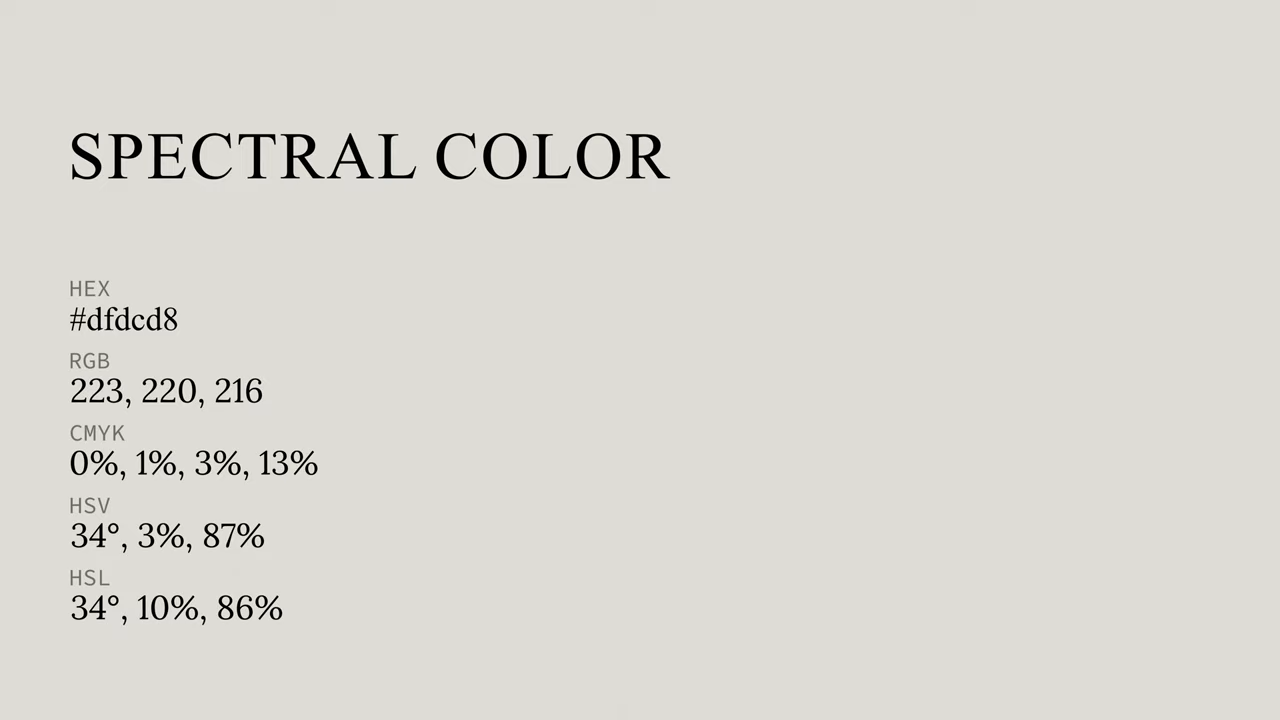 SPECTRAL COLOR
HEX
#dfdcd8
RGB
223, 220, 216
CMYK
0%, 1%, 3%, 13%
HSV
34°, 3%, 87%
HSL
34°, 10%, 86%